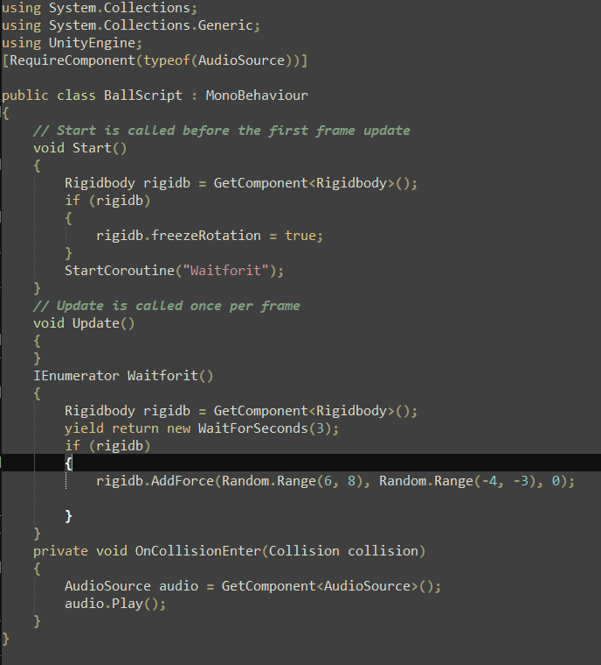 using System.Collections;
using System.Collections.Generic;
using UnityEngine;
[RequireComponent(typeof(AudioSource))]

public class BallScript : MonoBehaviour
{
    // Start is called before the first frame update
    void Start()
    {
        Rigidbody rigidb = GetComponent<Rigidbody>();
        if (rigidb)
        {
            rigidb.freezeRotation = true;
        }
        StartCoroutine("Waitforit");
    }
    // Update is called once per frame
    void Update()
    {
    }
    IEnumerator Waitforit()
    {
        Rigidbody rigidb = GetComponent<Rigidbody>();
        yield return new WaitForSeconds(3);
        if (rigidb)
        {
            rigidb.AddForce(Random.Range(6, 8), Random.Range(-4, -3), 0);

        }
    }
    private void OnCollisionEnter(Collision collision)
    {
        AudioSource audio = GetComponent<AudioSource>();
        audio.Play();
    }
}